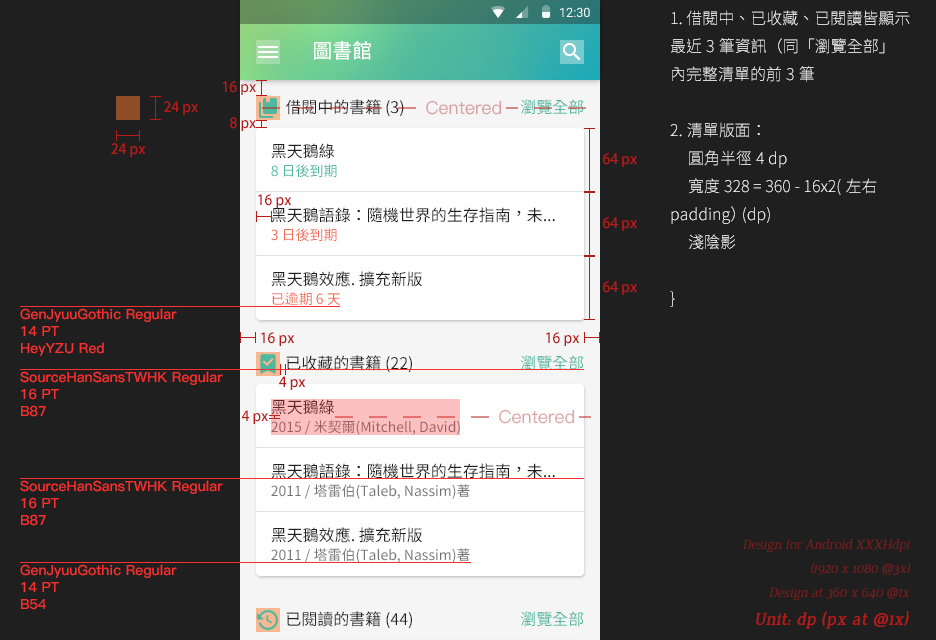 12:30
圖書館
16 px
借閱中的書籍 (3)
Centered
瀏覽全部
24 px
24 px
8 px
黑天鵝綠
8 日後到期
64 px
16 px
黑天鵝語錄：隨機世界的生存指南，未...
3 日後到期
64 px
黑天鵝效應. 擴充新版
已逾期 6 天
64 px
GenJyuuGothic Regular
14 PT
HeyYZU Red
16 px
16 px
已收藏的書籍 (22)
瀏覽全部
SourceHanSansTWHK Regular
16 PT
B87
4 px
4 px
黑天鵝綠
2015 / 米契爾(Mitchell, David)
Centered
黑天鵝語錄：隨機世界的生存指南，未...
2011 / 塔雷伯(Taleb, Nassim)著
SourceHanSansTWHK Regular
16 PT
B87
黑天鵝效應. 擴充新版
2011 / 塔雷伯(Taleb, Nassim)著
GenJyuuGothic Regular
14 PT
B54
已閱讀的書籍 (44)
瀏覽全部
1. 借閱中、已收藏、已閱讀皆顯示
最近 3 筆資訊（同「瀏覽全部」
內完整清單的前 3 筆
2. 清單版面：
圓角半徑 4 dp
寬度 328 = 360 - 16x2( 左右
padding) (dp)
淺陰影
}
Design for Android XXXHdpi
(1920 x 1080 @3x)
Design at 360 x 640 @1x
Unit: dp (px at @1x)